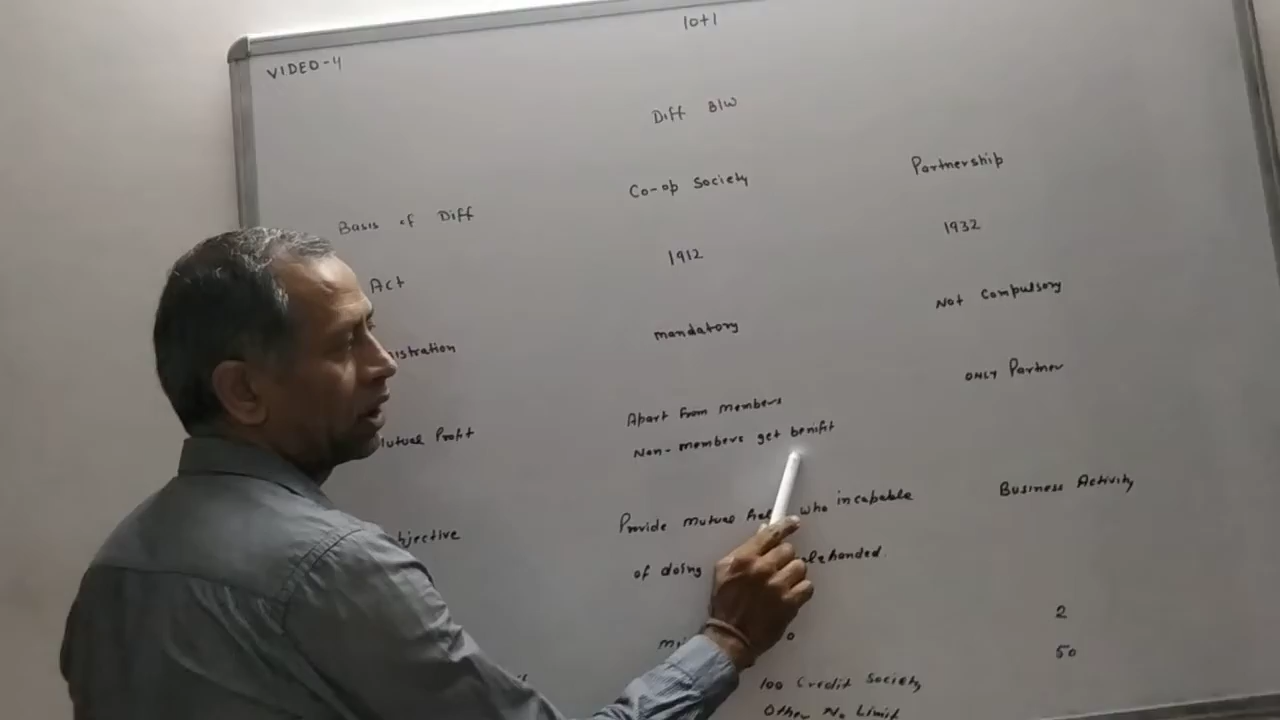 10+1
VIDEO-4
Diff B/W
Basis of Diff Co-op Society Partnership
Act 1912 1932
istration mandatory Not Compulsory
utual Profit Apart from members ONLY Partner
Non-members get benifit
bjective Provide mutual who incapable Business Activity
of doing handed
2
100 Credit Society 50
Other No Limit